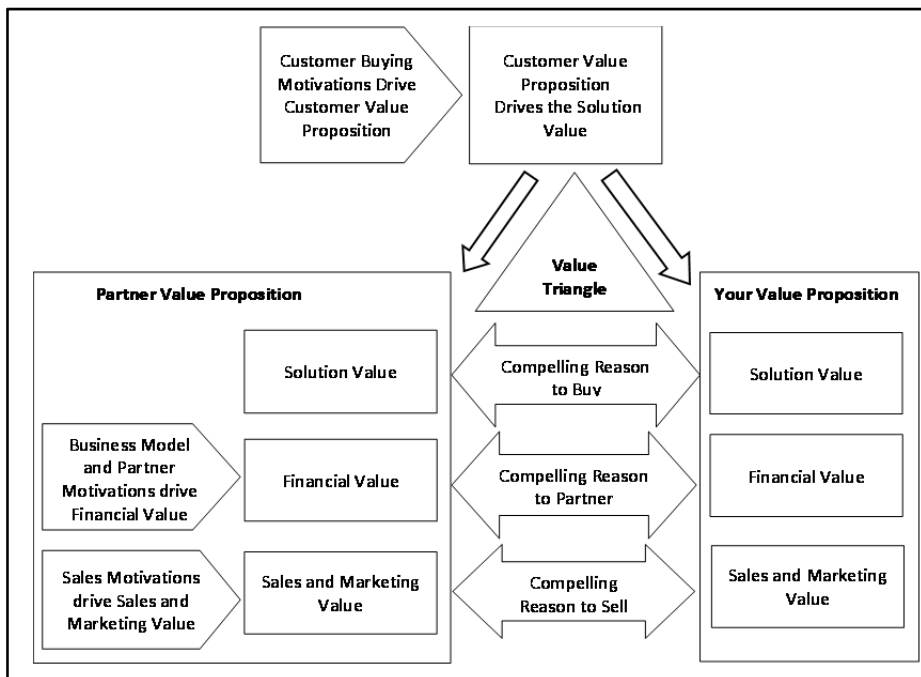 Customer Buying
Motivations Drive
Customer Value
Proposition
Customer Value
Proposition
Drives the Solution
Value
Value
Triangle
Partner Value Proposition
Your Value Proposition
Solution Value
Compelling Reason
to Buy
Solution Value
Business Model
and Partner
Motivations drive
Financial Value
Financial Value
Compelling Reason
to Partner
Financial Value
Sales Motivations
drive Sales and
Marketing Value
Sales and Marketing
Value
Compelling
Reason to Sell
Sales and Marketing
Value